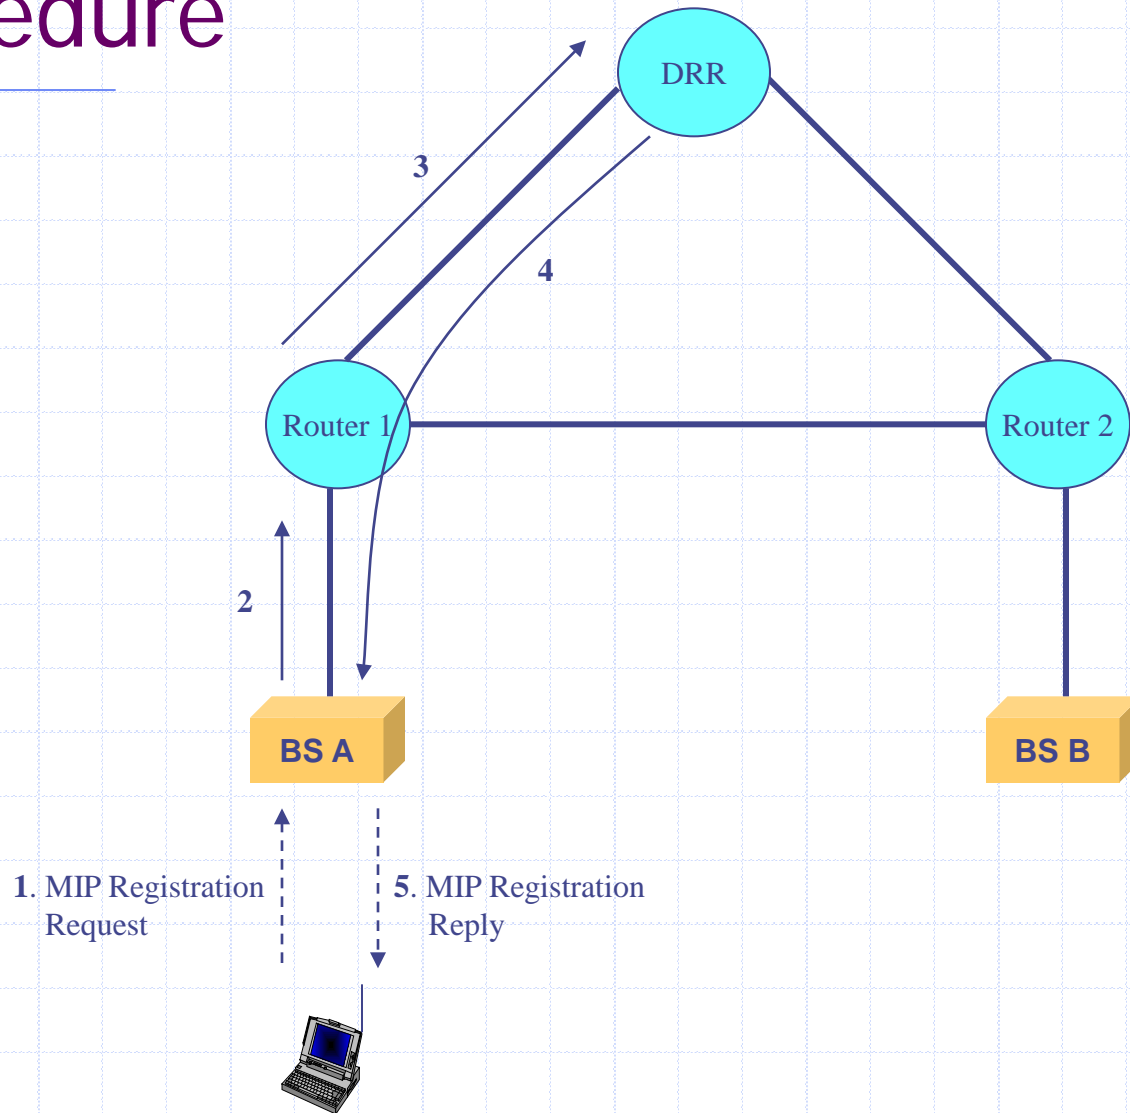 edure
DRR
3
4
Router 1
Router 2
2
BS A
BS B
1. MIP Registration
Request
5. MIP Registration
Reply